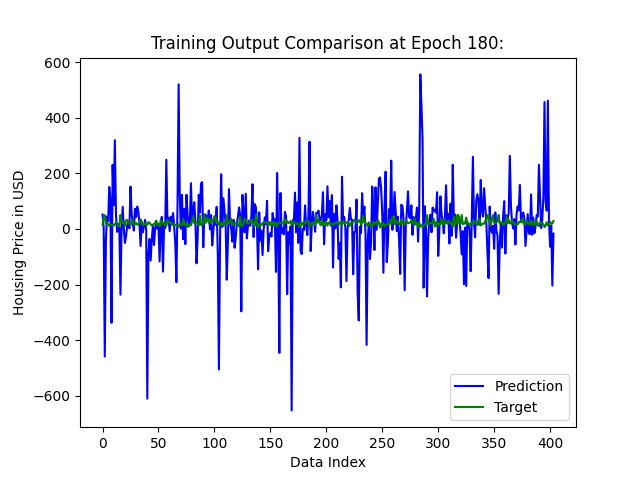 Training Output Comparison at Epoch 180:
600
400
200
0
−200
−400
−600
Housing Price in USD
0 50 100 150 200 250 300 350 400
Data Index
Prediction
Target